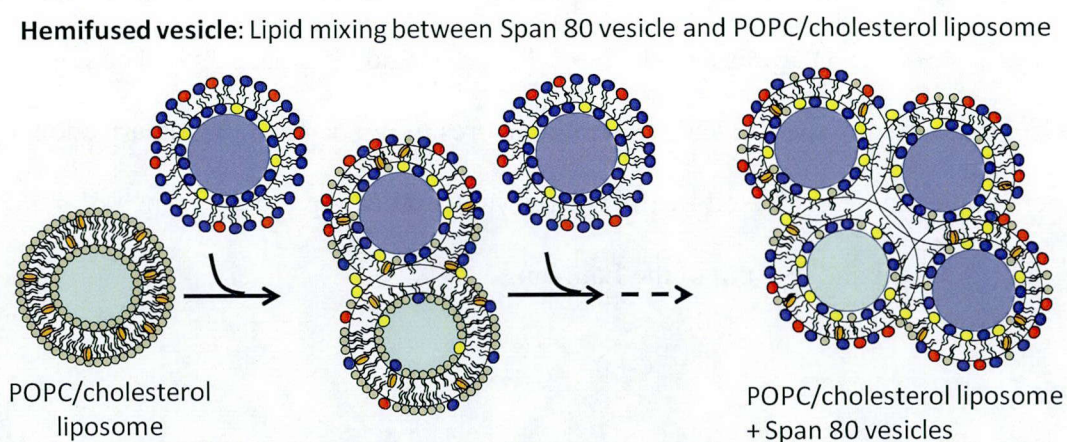 Hemifused vesicle: Lipid mixing between Span 80 vesicle and POPC/cholesterol liposome
POPC/cholesterol
liposome
POPC/cholesterol liposome
+ Span 80 vesicles